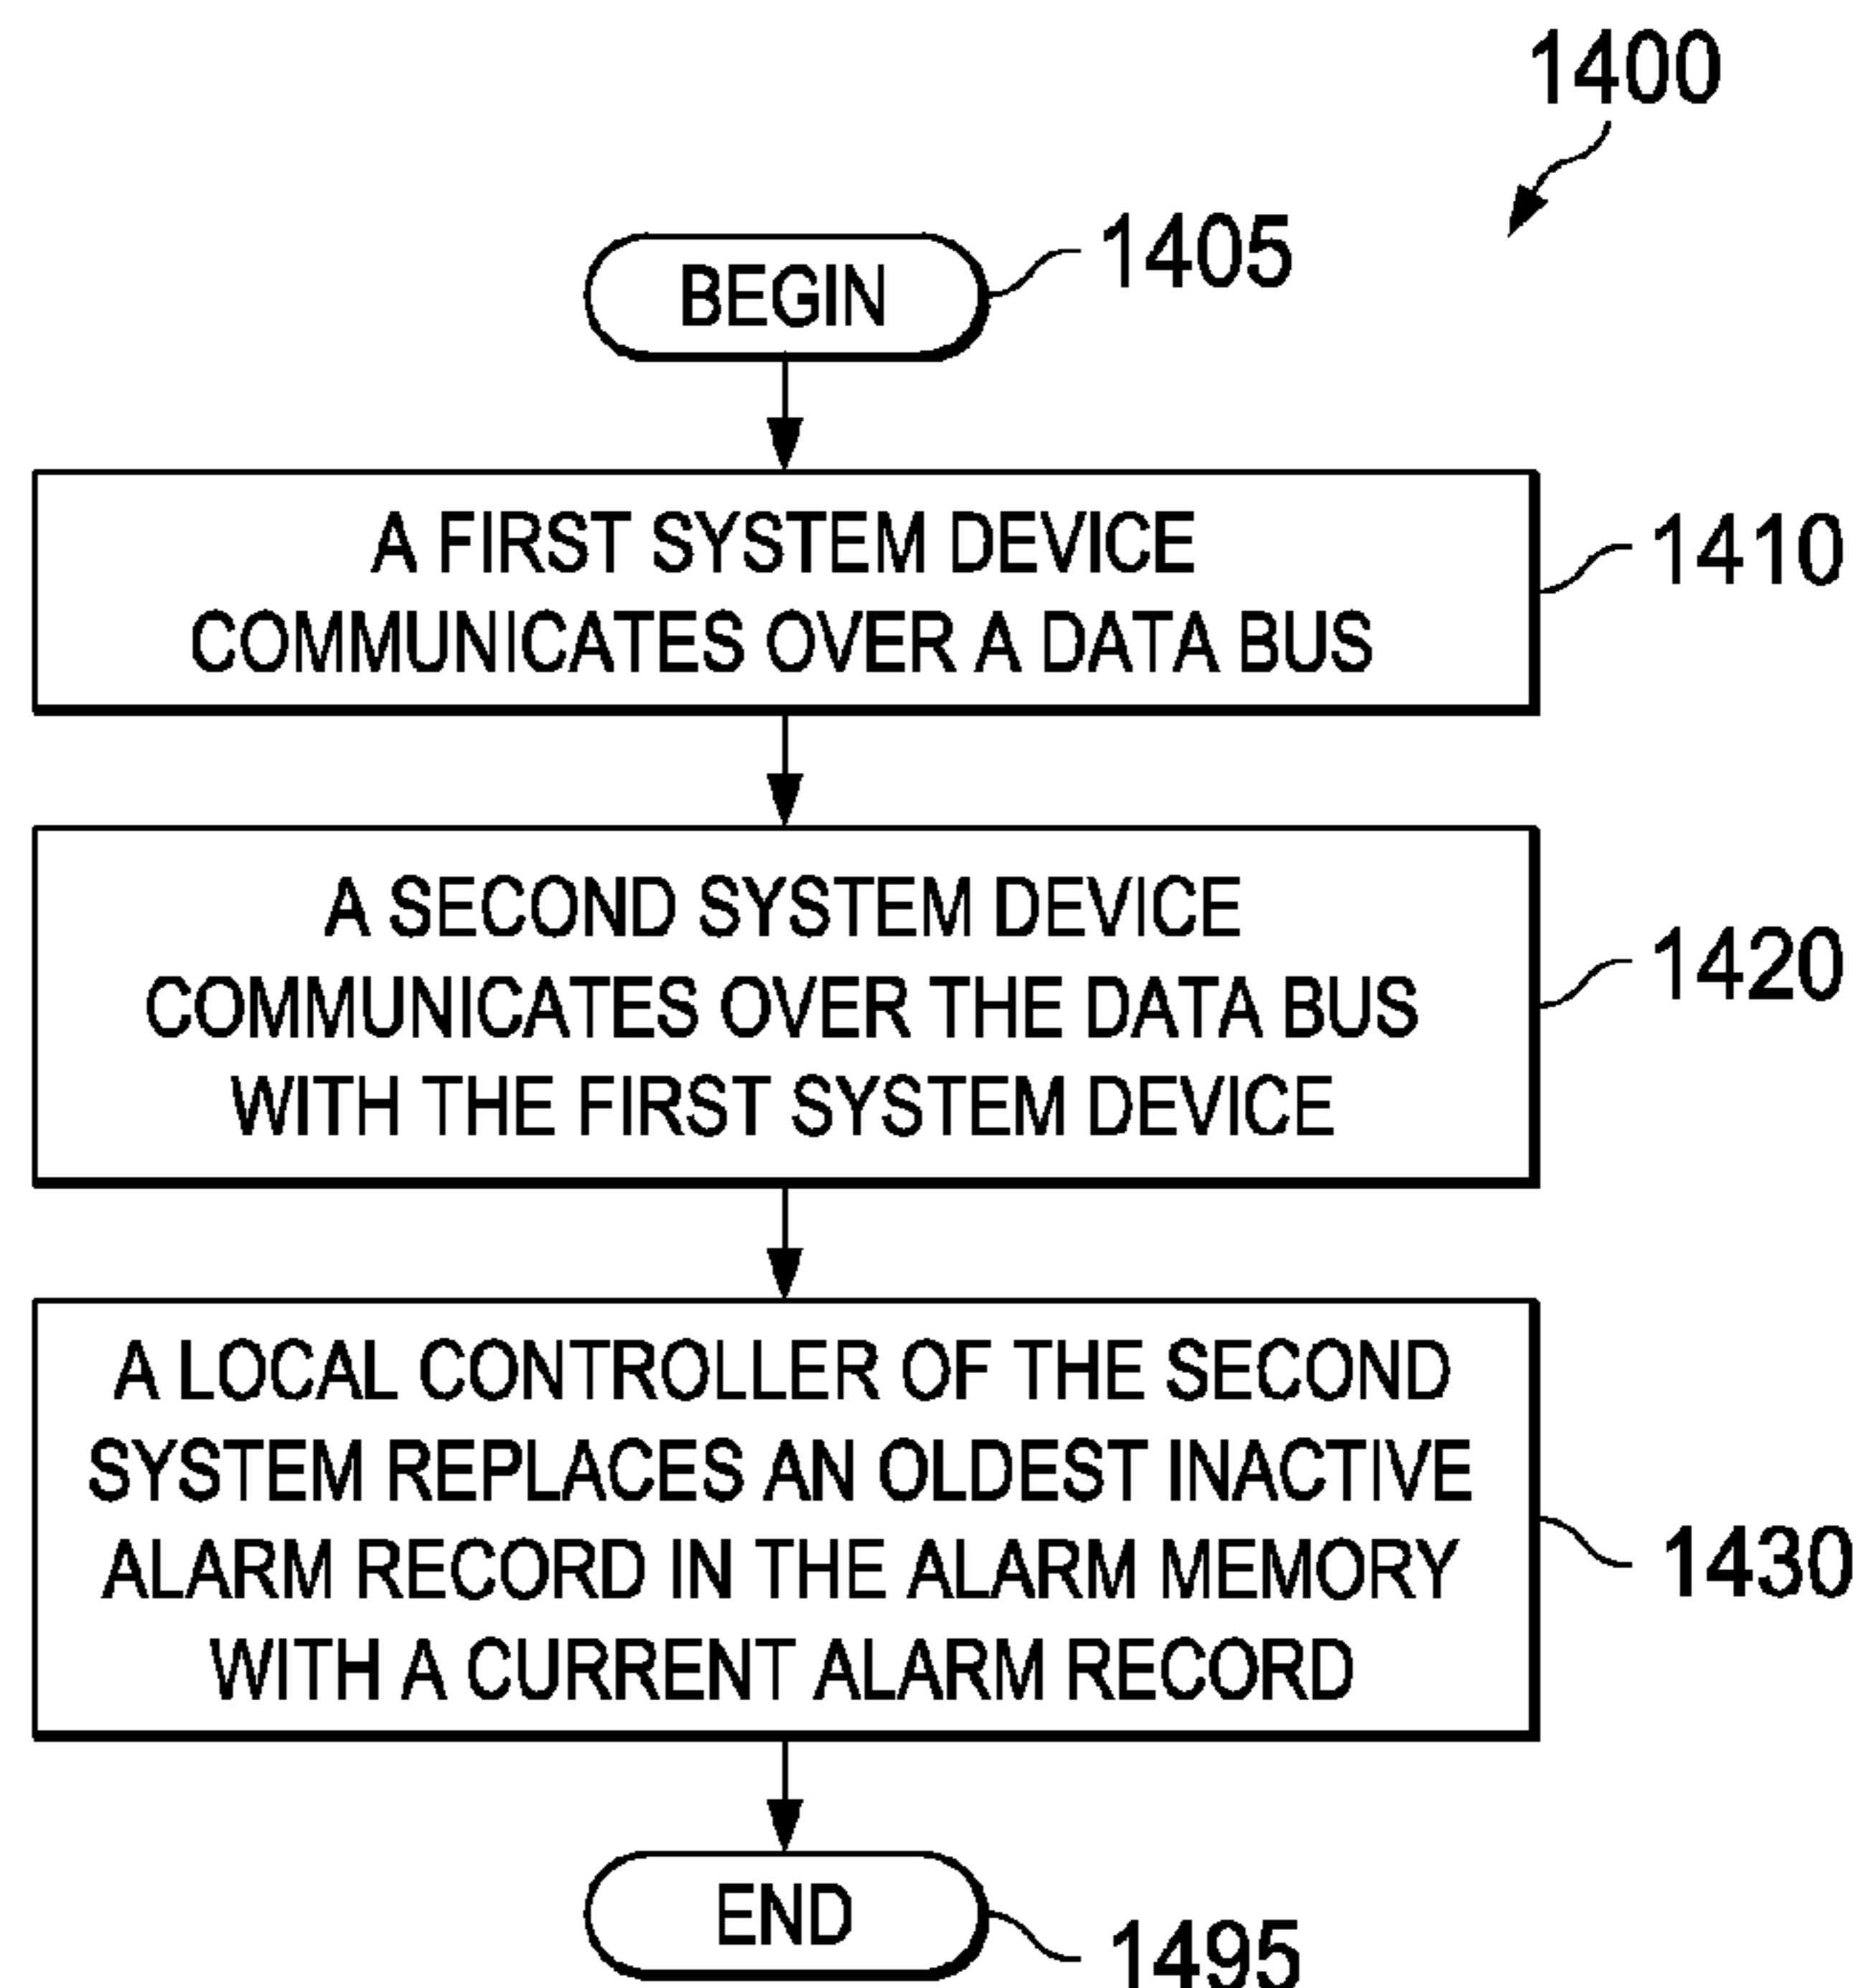 1400
BEGIN
1405
A FIRST SYSTEM DEVICE
COMMUNICATES OVER A DATA BUS
1410
A SECOND SYSTEM DEVICE
COMMUNICATES OVER THE DATA BUS
WITH THE FIRST SYSTEM DEVICE
1420
A LOCAL CONTROLLER OF THE SECOND
SYSTEM REPLACES AN OLDEST INACTIVE
ALARM RECORD IN THE ALARM MEMORY
WITH A CURRENT ALARM RECORD
1430
END
1495